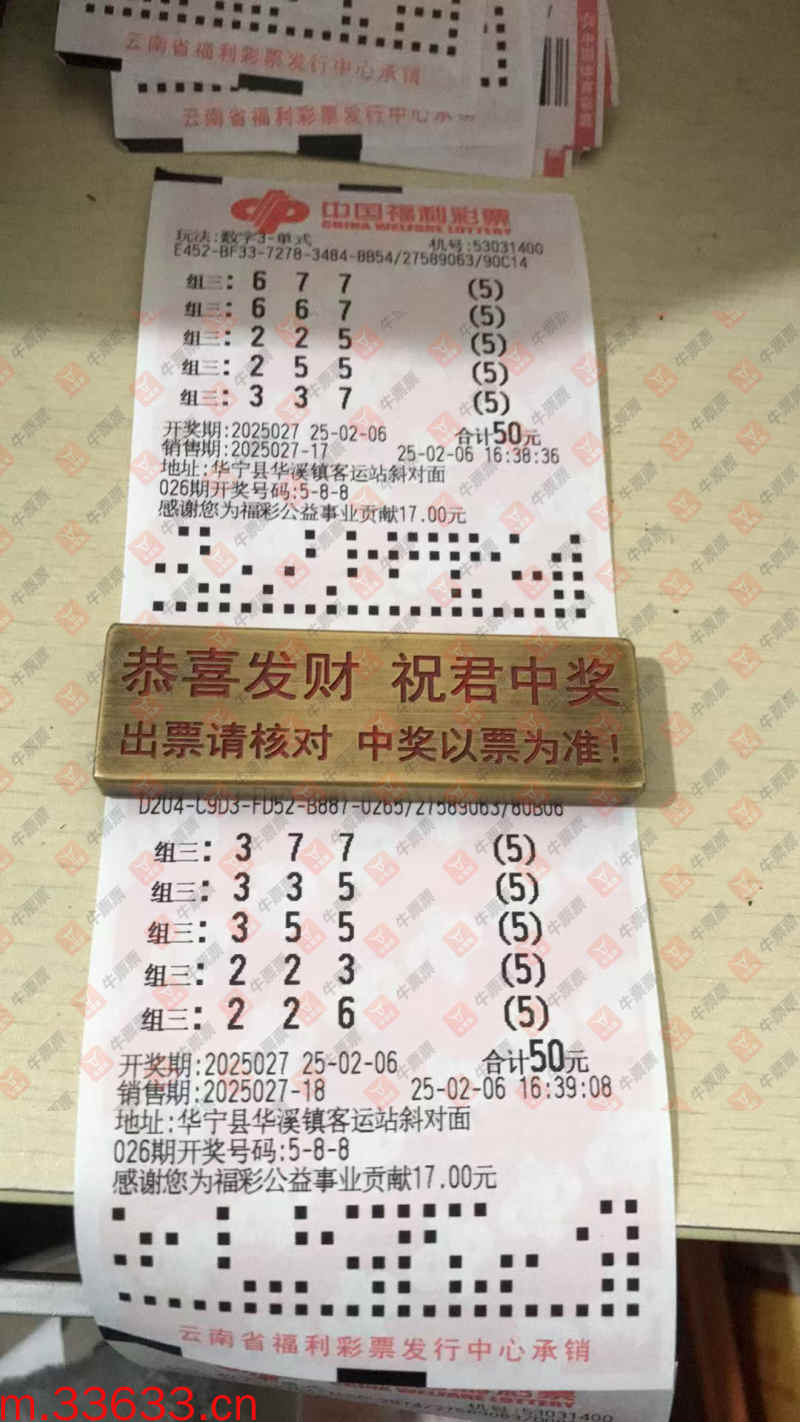 云南省福利彩票发行中心承销
云南省福利彩票发行中心承销
中国福利彩票
CHINA WELFARE LOTTERY
玩法:数字3-单式 机号:53031400
E452-BF33-7278-3484-BB54/27589063/90C14
组三: 6 7 7 (5)
组三: 6 6 7 (5)
组三: 2 2 5 (5)
组三: 2 5 5 (5)
组三: 3 3 7 (5)
开奖期:2025027 25-02-06 合计50元
销售期:2025027-17 25-02-06 16:38:36
地址:华宁县华溪镇客运站斜对面
026期开奖号码:5-8-8
感谢您为福彩公益事业贡献17.00元
恭喜发财 祝君中奖
出票请核对 中奖以票为准!
D204-C9D3-FD52-B887-0265/27589063/80B06
组三: 3 7 7 (5)
组三: 3 3 5 (5)
组三: 3 5 5 (5)
组三: 2 2 3 (5)
组三: 2 2 6 (5)
开奖期:2025027 25-02-06 合计50元
销售期:2025027-18 25-02-06 16:39:08
地址:华宁县华溪镇客运站斜对面
026期开奖号码:5-8-8
感谢您为福彩公益事业贡献17.00元
云南省福利彩票发行中心承销
CHINA WELFARE LOTTERY
机号:53031400
m.33633.cn
牛票票